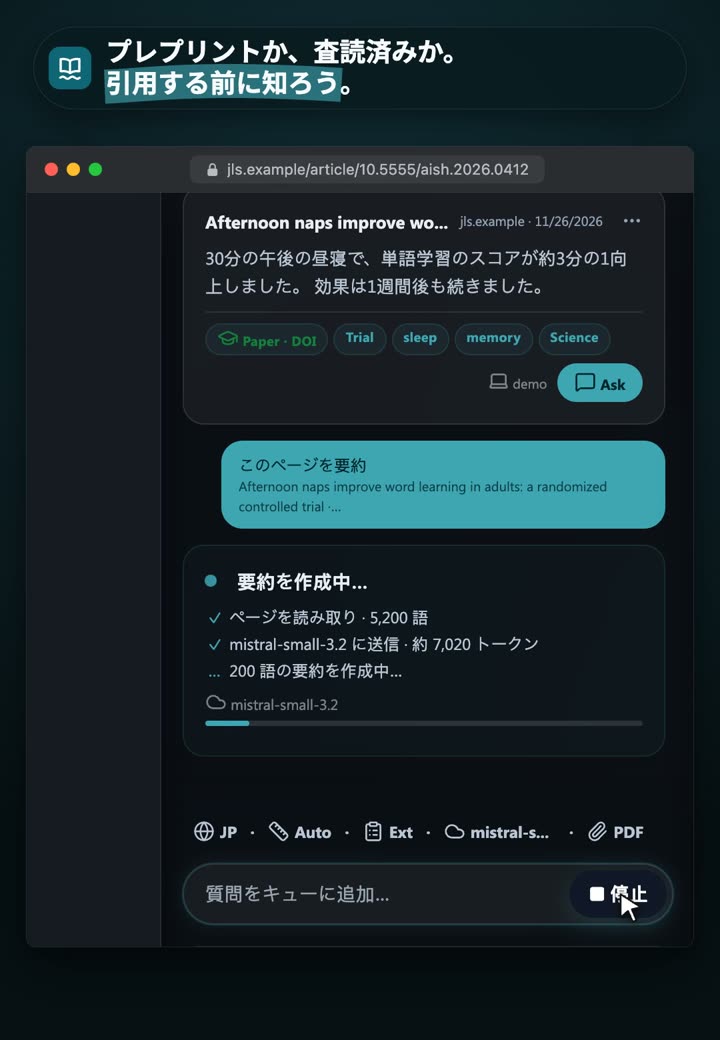 プレプリントか、査読済みか。
引用する前に知ろう。
jls.example/article/10.5555/aish.2026.0412
Afternoon naps improve wo... jls.example · 11/26/2026 ···
30分の午後の昼寝で、単語学習のスコアが約3分の1向
上しました。 効果は1週間後も続きました。
Paper · DOI Trial sleep memory Science
demo Ask
このページを要約
Afternoon naps improve word learning in adults: a randomized
controlled trial ·...
要約を作成中...
✓ ページを読み取り · 5,200 語
✓ mistral-small-3.2 に送信 · 約 7,020 トークン
... 200 語の要約を作成中...
mistral-small-3.2
JP · Auto · Ext · mistral-s... · PDF
質問をキューに追加... 停止